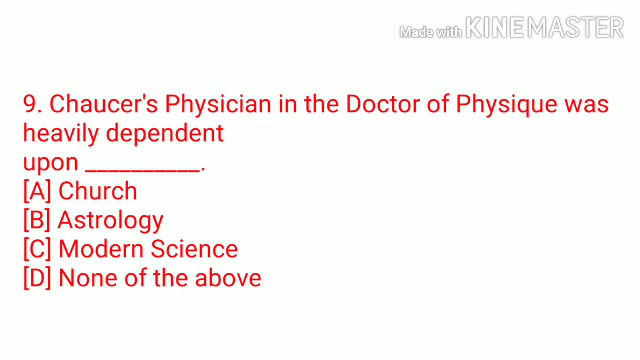 Made with KINEMASTER
9. Chaucer's Physician in the Doctor of Physique was
heavily dependent
upon __________.
[A] Church
[B] Astrology
[C] Modern Science
[D] None of the above